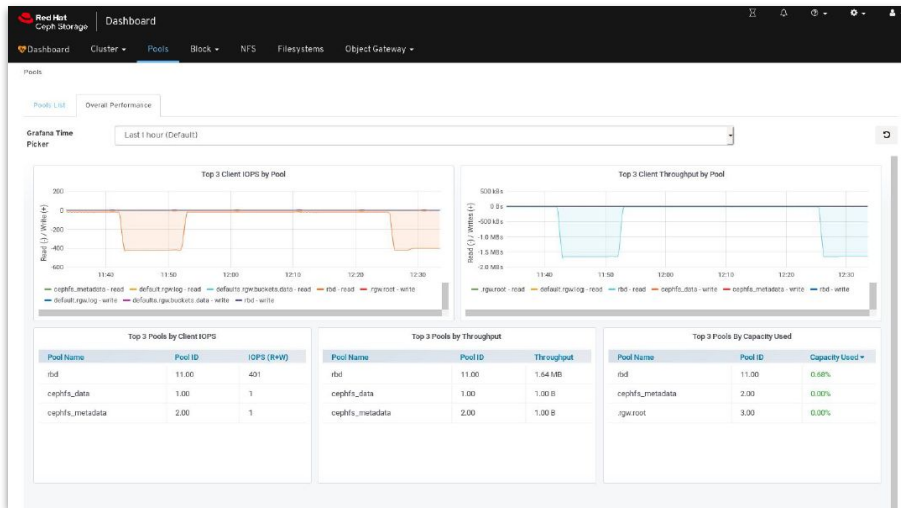 Red Hat
Ceph Storage
Dashboard
Dashboard Cluster Pools Block NFS Filesystems Object Gateway
Pools
Pools List Overall Performance
Grafana Time
Picker
Last 1 hour (Default)
Top 3 Client IOPS by Pool
Read (-) / Write (+)
200
0
-200
-400
-600
11:40 11:50 12:00 12:10 12:20 12:30
cephfs_metadata - read default.rgw.log - read defaults.rgw.buckets.data - read rbd - read .rgw.root - write
default.rgw.log - write defaults.rgw.buckets.data - write rbd - write
Top 3 Client Throughput by Pool
Read (-) / Writes (+)
500 kBs
0 Bs
-500 kBs
-1.0 MBs
-1.5 MBs
-2.0 MBs
11:40 11:50 12:00 12:10 12:20 12:30
.rgw.root - read default.rgw.log - read rbd - read cephfs_data - write cephfs_metadata - write rbd - write
Top 3 Pools by Client IOPS
Pool Name Pool ID IOPS (R+W)
rbd 11.00 401
cephfs_data 1.00 1
cephfs_metadata 2.00 1
Top 3 Pools by Throughput
Pool Name Pool ID Throughput
rbd 11.00 1.64 MB
cephfs_data 1.00 1.00 B
cephfs_metadata 2.00 1.00 B
Top 3 Pools By Capacity Used
Pool Name Pool ID Capacity Used
rbd 11.00 0.68%
cephfs_metadata 2.00 0.00%
.rgw.root 3.00 0.00%